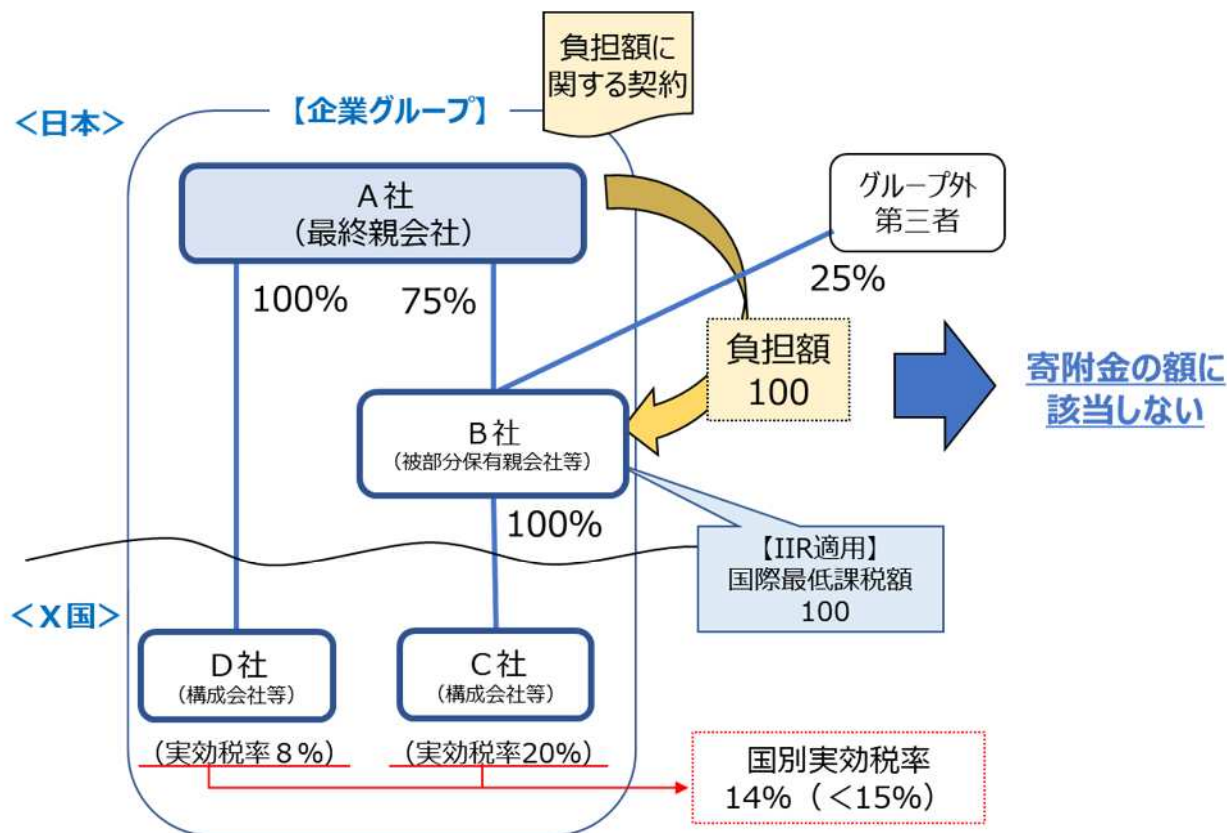 負担額に
関する契約
＜日本＞
【企業グループ】
A社
（最終親会社）
グループ外
第三者
100%
75%
25%
負担額
100
寄附金の額に
該当しない
B社
（被部分保有親会社等）
100%
【IIR適用】
国際最低課税額
100
＜X国＞
D社
（構成会社等）
C社
（構成会社等）
（実効税率８%）
（実効税率20%）
国別実効税率
14%（＜15%）